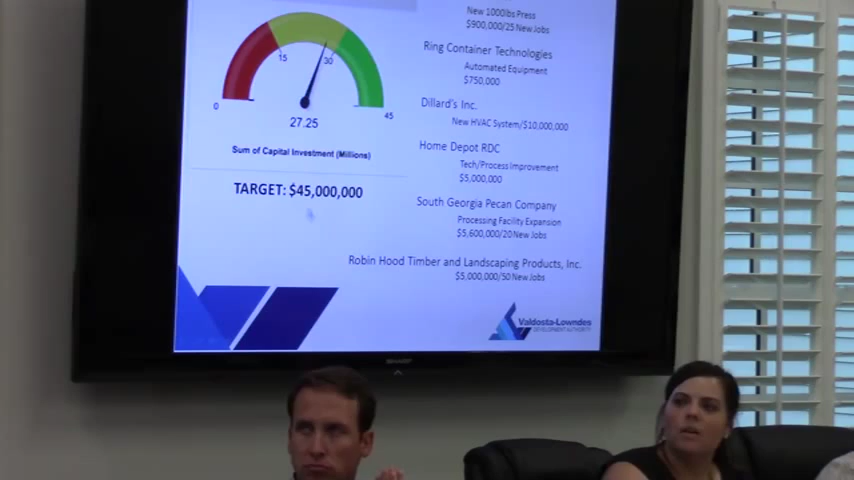 New 1000lbs Press
$900,000/25 New Jobs
Ring Container Technologies
Automated Equipment
$750,000
Dillard's Inc.
New HVAC System/$10,000,000
Home Depot RDC
Tech/Process Improvement
$5,000,000
South Georgia Pecan Company
Processing Facility Expansion
$5,600,000/20 New Jobs
Robin Hood Timber and Landscaping Products, Inc.
$5,000,000/50 New Jobs
0
15
30
45
27.25
Sum of Capital Investment (Millions)
TARGET: $45,000,000
Valdosta-Lowndes
DEVELOPMENT AUTHORITY
SHARP